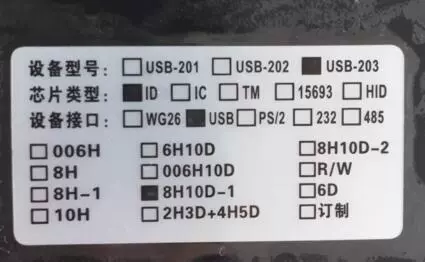 设备型号: □USB-201 □USB-202 ■USB-203
芯片类型: ■ID □IC □TM □15693 □HID
设备接口: □WG26 ■USB □PS/2 □232 □485
□006H □6H10D □8H10D-2
□8H □006H10D □R/W
□8H-1 ■8H10D-1 □6D
□10H □2H3D+4H5D □订制